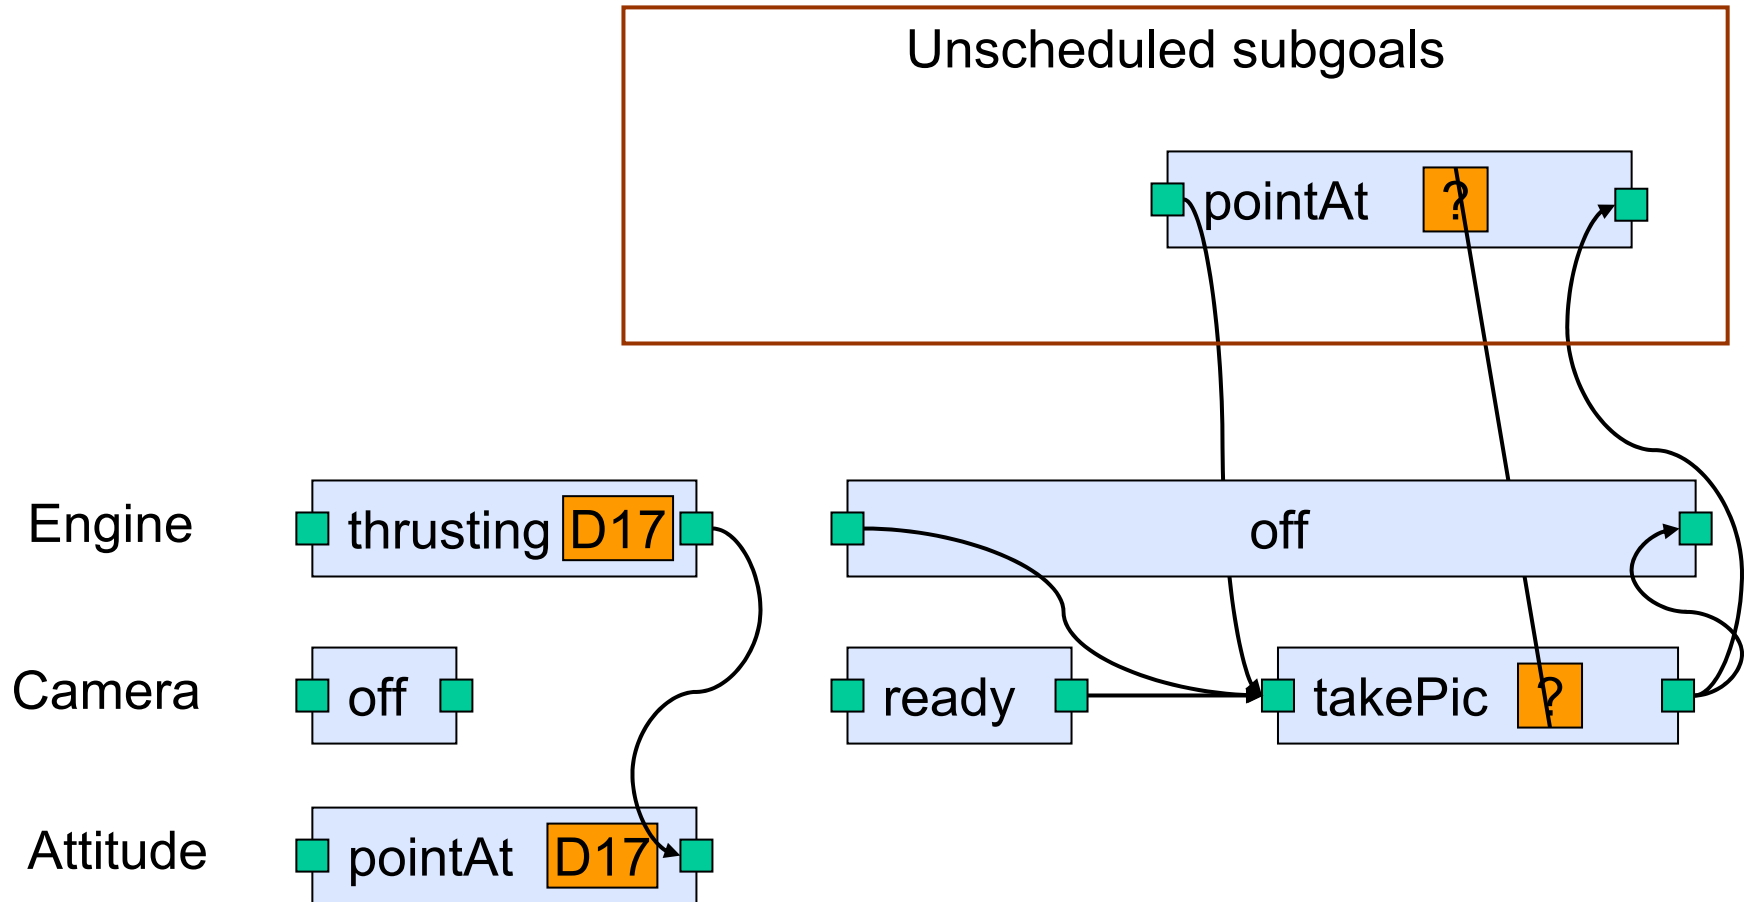 Unscheduled subgoals
pointAt ?
Engine thrusting D17 off
Camera off ready takePic ?
Attitude pointAt D17